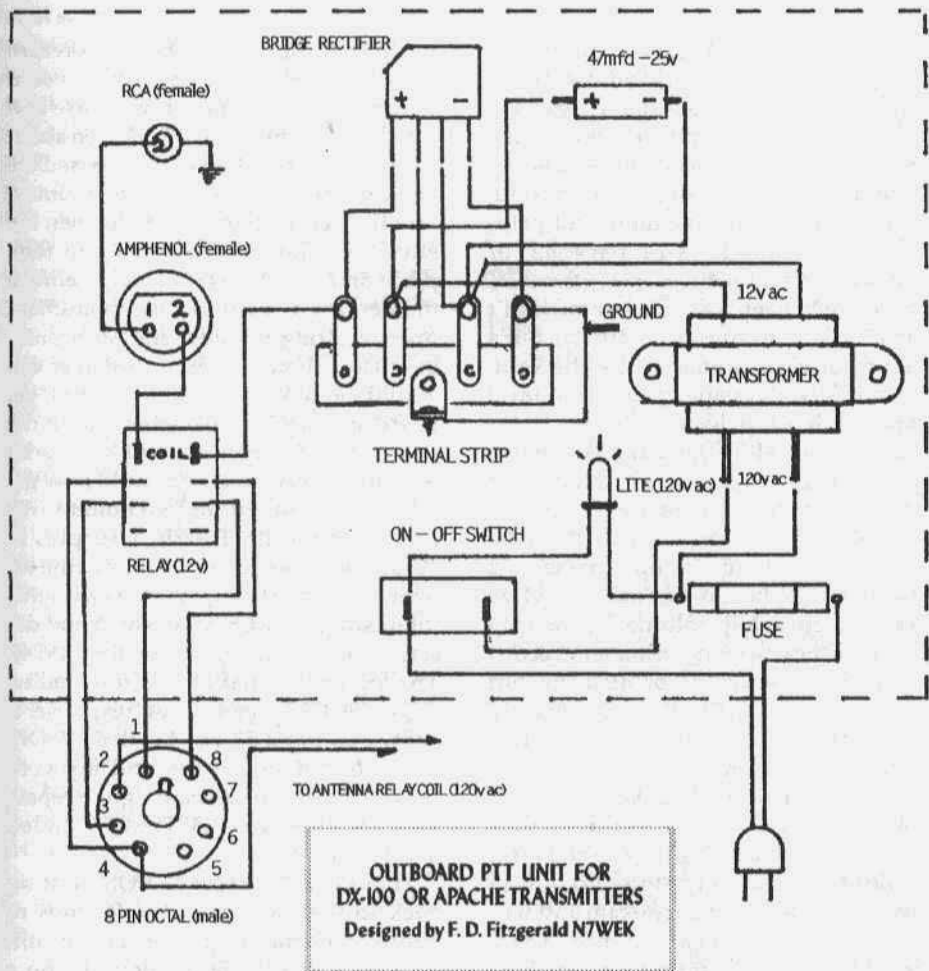 BRIDGE RECTIFIER
47mfd – 25v
RCA (female)
+ -
+ -
AMPHENOL (female)
1 2
12v ac
GROUND
TRANSFORMER
COIL
TERMINAL STRIP
LITE (120v ac)
120v ac
ON – OFF SWITCH
RELAY (12v)
FUSE
1
2
8
7
3
6
4
5
TO ANTENNA RELAY COIL (120v ac)
8 PIN OCTAL (male)
OUTBOARD PTT UNIT FOR
DX-100 OR APACHE TRANSMITTERS
Designed by F. D. Fitzgerald N7WEK